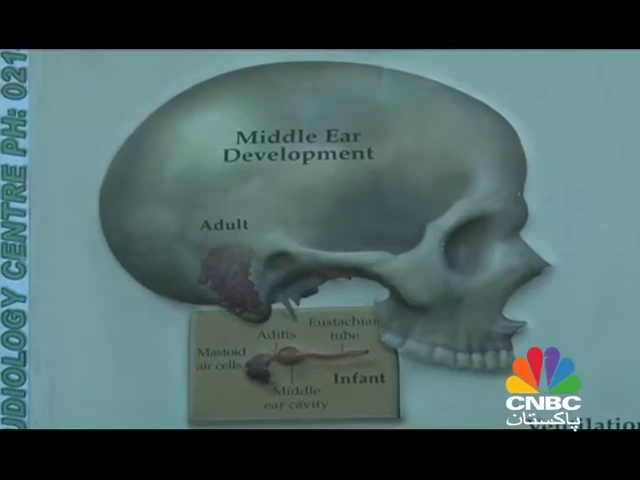 UDIOLOGY CENTRE PH: 021
Middle Ear
Development
Adult
Eustachian
tube
Aditis
Mastoid
air cells
Infant
Middle
ear cavity
CNBC
پاکستان